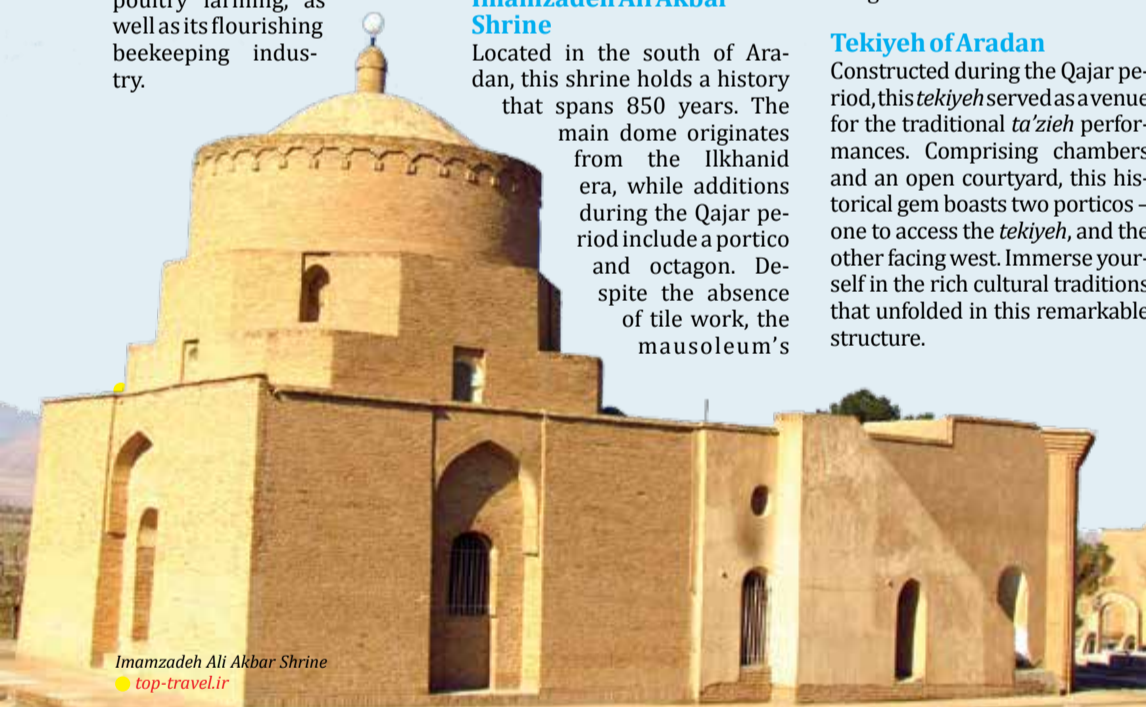 poultry farming, as
well as its flourishing
beekeeping indus-
try.
Imamzadeh Ali Akbar
Shrine
Located in the south of Ara-
dan, this shrine holds a history
that spans 850 years. The
main dome originates
from the Ilkhanid
era, while additions
during the Qajar pe-
riod include a portico
and octagon. De-
spite the absence
of tile work, the
mausoleum's
Tekiyeh of Aradan
Constructed during the Qajar pe-
riod, this tekiyeh served as a venue
for the traditional ta'zieh perfor-
mances. Comprising chambers
and an open courtyard, this his-
torical gem boasts two porticos –
one to access the tekiyeh, and the
other facing west. Immerse your-
self in the rich cultural traditions
that unfolded in this remarkable
structure.
Imamzadeh Ali Akbar Shrine
top-travel.ir